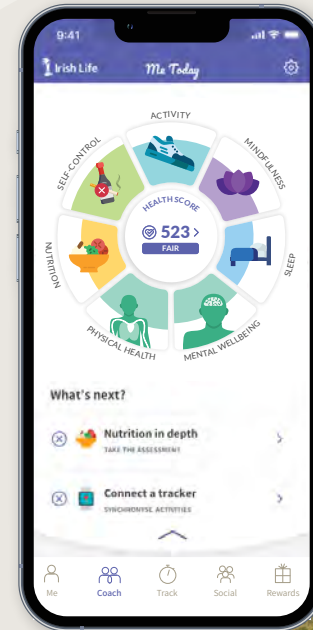 9:41
Irish Life
Me Today
ACTIVITY
MINDFULNESS
SLEEP
MENTAL WELLBEING
PHYSICAL HEALTH
NUTRITION
SELF-CONTROL
HEALTH SCORE
523
FAIR
What's next?
Nutrition in depth
TAKE THE ASSESSMENT
Connect a tracker
SYNCHRONYSE ACTIVITIES
Me
Coach
Track
Social
Rewards